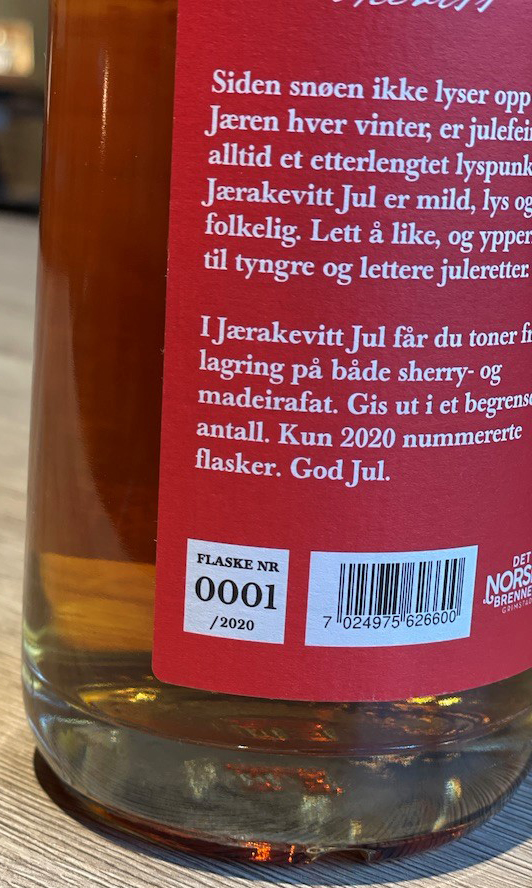 Siden snøen ikke lyser opp
Jæren hver vinter, er
alltid et etterlengtet
Jærakevitt Jul er mild, lys og
folkelig. Lett å like, og
til tyngre og lettere juleretter.
I Jærakevitt Jul får du toner
lagring på både sherry- og
madeirafat. Gis ut i et
antall. Kun 2020 nummererte
flasker. God Jul.
FLASKE NR
0001
/2020
7 024975 626600
DET